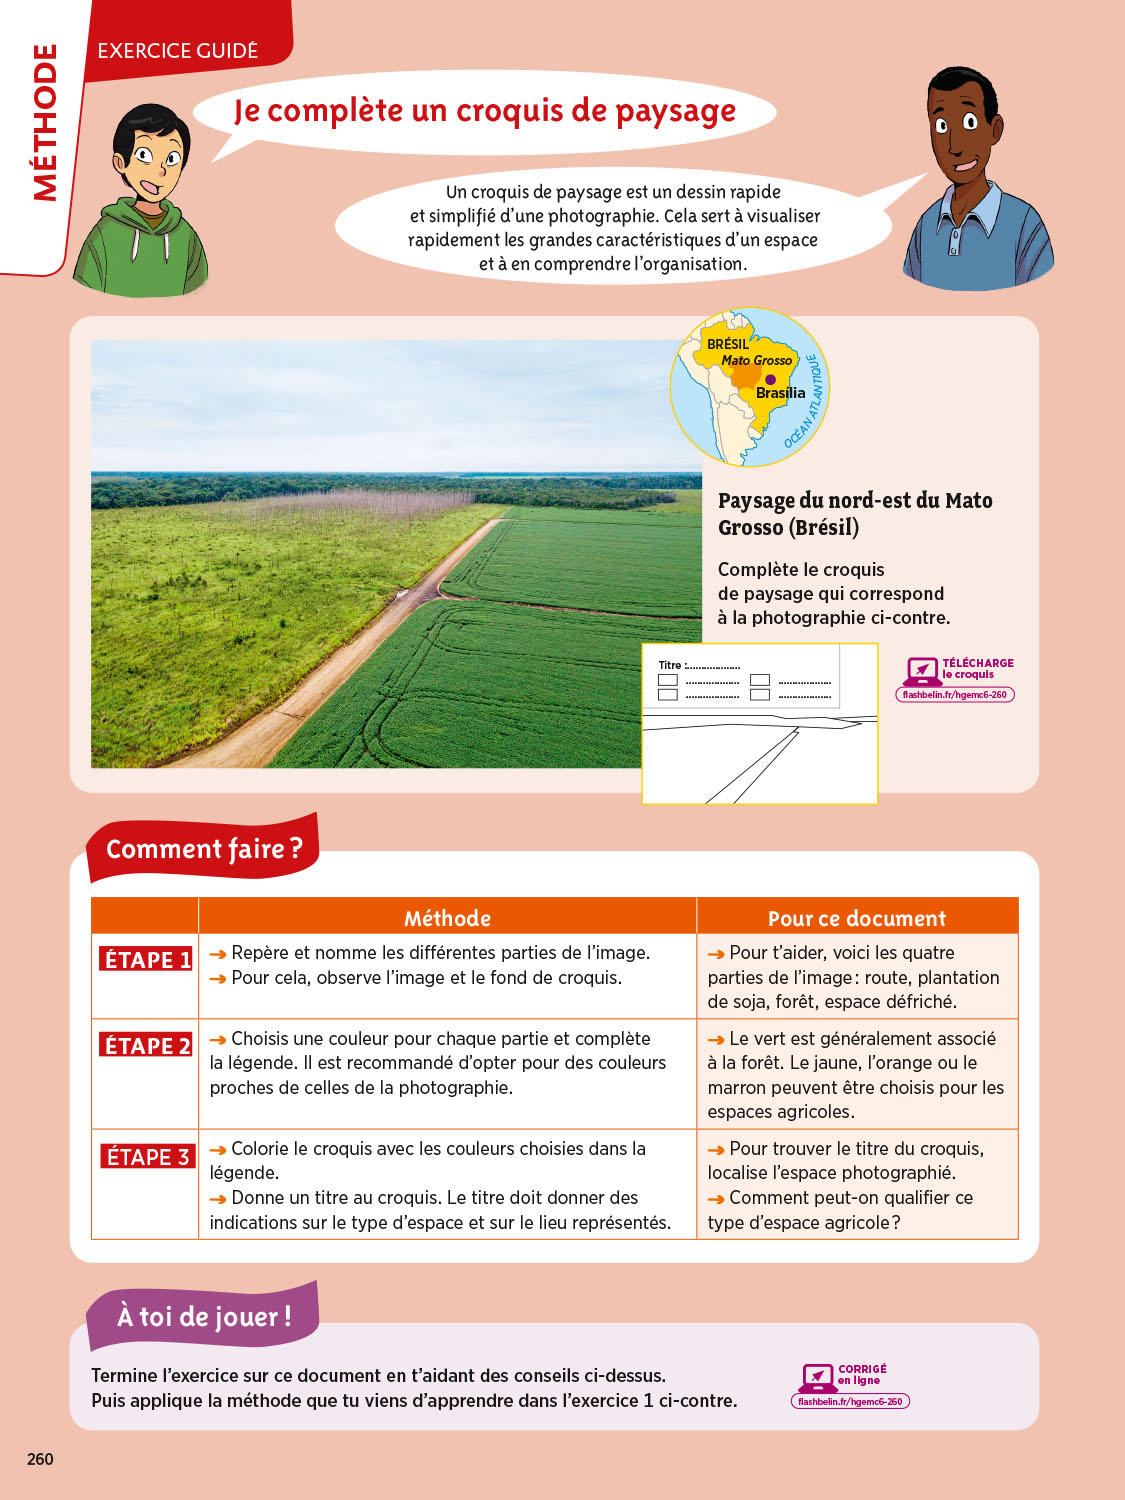 MÉTHODE
EXERCICE GUIDÉ
Je complète un croquis de paysage
Un croquis de paysage est un dessin rapide
et simplifié d'une photographie. Cela sert à visualiser
rapidement les grandes caractéristiques d'un espace
et à en comprendre l'organisation.
BRÉSIL
Mato Grosso
Brasília
OCÉAN ATLANTIQUE
Paysage du nord-est du Mato
Grosso (Brésil)
Complète le croquis
de paysage qui correspond
à la photographie ci-contre.
Titre :...................
................... ...................
................... ...................
TÉLÉCHARGE
le croquis
flashbelin.fr/hgemc6-260
Comment faire ?
Méthode Pour ce document
ÉTAPE 1
➞ Repère et nomme les différentes parties de l'image.
➞ Pour cela, observe l'image et le fond de croquis.
➞ Pour t'aider, voici les quatre
parties de l'image : route, plantation
de soja, forêt, espace défriché.
ÉTAPE 2
➞ Choisis une couleur pour chaque partie et complète
la légende. Il est recommandé d'opter pour des couleurs
proches de celles de la photographie.
➞ Le vert est généralement associé
à la forêt. Le jaune, l'orange ou le
marron peuvent être choisis pour les
espaces agricoles.
ÉTAPE 3
➞ Colorie le croquis avec les couleurs choisies dans la
légende.
➞ Donne un titre au croquis. Le titre doit donner des
indications sur le type d'espace et sur le lieu représentés.
➞ Pour trouver le titre du croquis,
localise l'espace photographié.
➞ Comment peut-on qualifier ce
type d'espace agricole ?
À toi de jouer !
Termine l'exercice sur ce document en t'aidant des conseils ci-dessus.
Puis applique la méthode que tu viens d'apprendre dans l'exercice 1 ci-contre.
CORRIGÉ
en ligne
flashbelin.fr/hgemc6-260
260